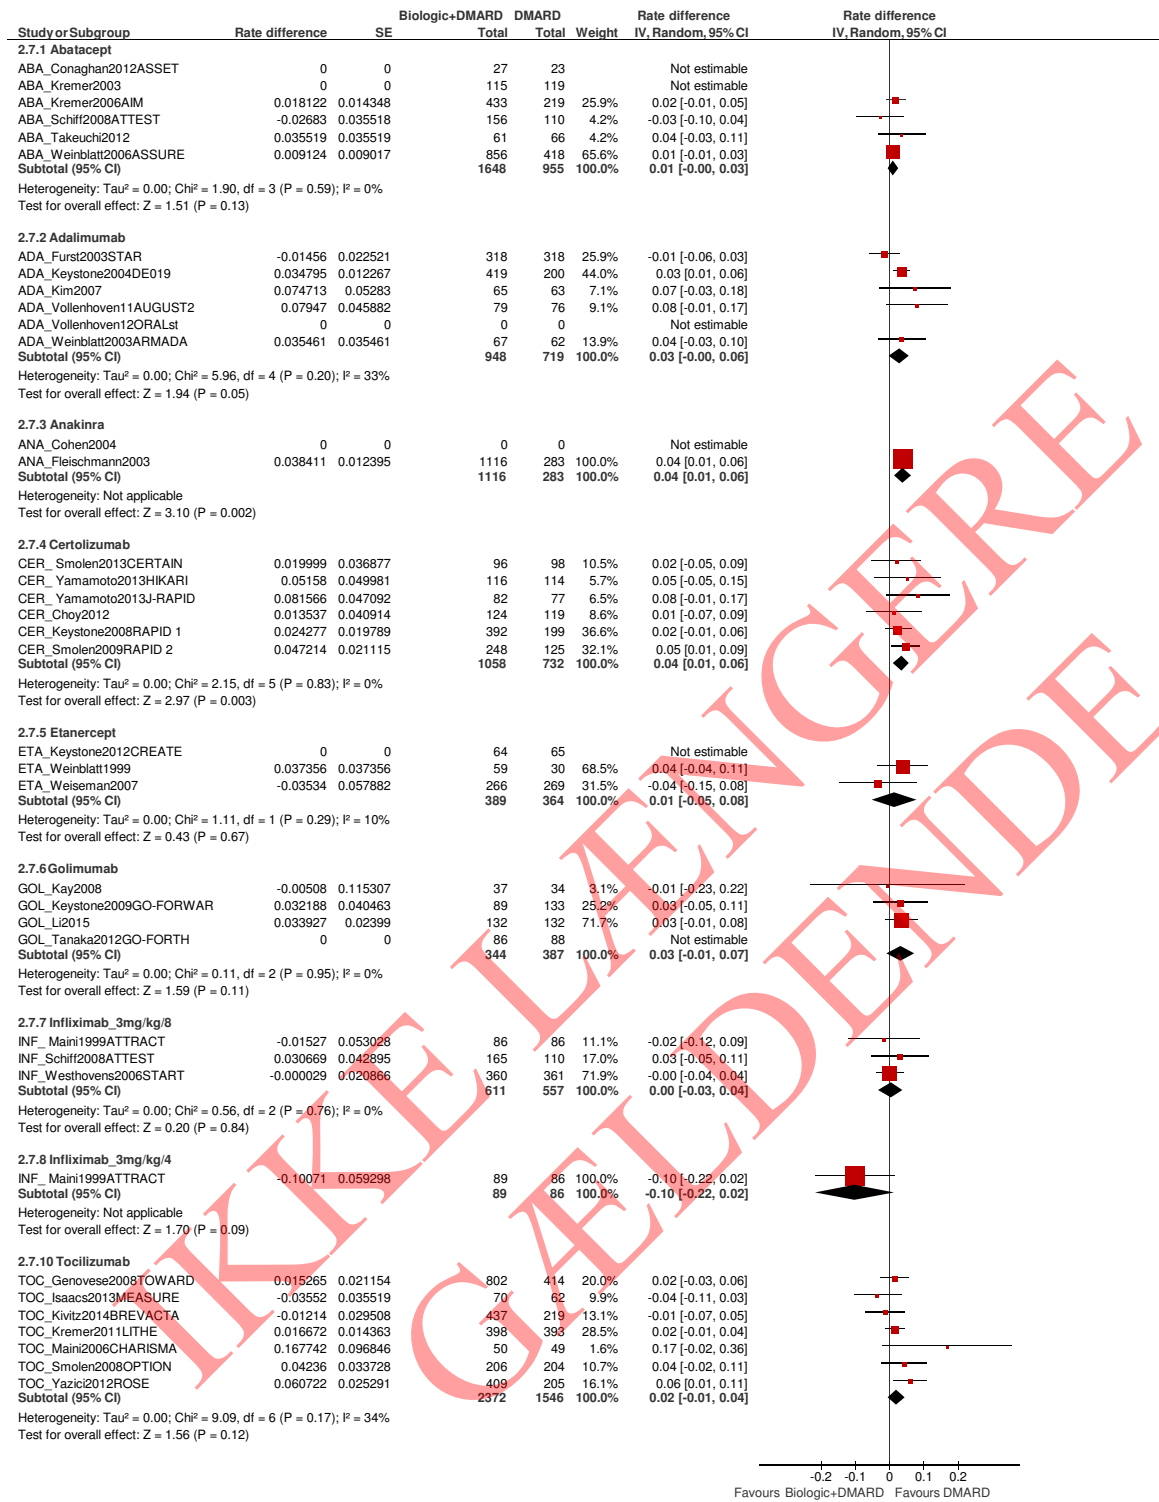 Biologic+DMARD DMARD Rate difference Rate difference
Study or Subgroup Rate difference SE Total Total Weight IV, Random, 95% CI IV, Random, 95% CI
2.7.1 Abatacept
ABA_Conaghan2012ASSET 0 0 27 23 Not estimable
ABA_Kremer2003 0 0 115 119 Not estimable
ABA_Kremer2006AIM 0.018122 0.014348 433 219 25.9% 0.02 [-0.01, 0.05]
ABA_Schiff2008ATTEST -0.02683 0.035518 156 110 4.2% -0.03 [-0.10, 0.04]
ABA_Takeuchi2012 0.035519 0.035519 61 66 4.2% 0.04 [-0.03, 0.11]
ABA_Weinblatt2006ASSURE 0.009124 0.009017 856 418 65.6% 0.01 [-0.01, 0.03]
Subtotal (95% CI) 1648 955 100.0% 0.01 [-0.00, 0.03]
Heterogeneity: Tau² = 0.00; Chi² = 1.90, df = 3 (P = 0.59); I² = 0%
Test for overall effect: Z = 1.51 (P = 0.13)
2.7.2 Adalimumab
ADA_Furst2003STAR -0.01456 0.022521 318 318 25.9% -0.01 [-0.06, 0.03]
ADA_Keystone2004DE019 0.034795 0.012267 419 200 44.0% 0.03 [0.01, 0.06]
ADA_Kim2007 0.074713 0.05283 65 63 7.1% 0.07 [-0.03, 0.18]
ADA_Vollenhoven11AUGUST2 0.07947 0.045882 79 76 9.1% 0.08 [-0.01, 0.17]
ADA_Vollenhoven12ORALst 0 0 0 0 Not estimable
ADA_Weinblatt2003ARMADA 0.035461 0.035461 67 62 13.9% 0.04 [-0.03, 0.10]
Subtotal (95% CI) 948 719 100.0% 0.03 [-0.00, 0.06]
Heterogeneity: Tau² = 0.00; Chi² = 5.96, df = 4 (P = 0.20); I² = 33%
Test for overall effect: Z = 1.94 (P = 0.05)
2.7.3 Anakinra
ANA_Cohen2004 0 0 0 0 Not estimable
ANA_Fleischmann2003 0.038411 0.012395 1116 283 100.0% 0.04 [0.01, 0.06]
Subtotal (95% CI) 1116 283 100.0% 0.04 [0.01, 0.06]
Heterogeneity: Not applicable
Test for overall effect: Z = 3.10 (P = 0.002)
2.7.4 Certolizumab
CER_ Smolen2013CERTAIN 0.019999 0.036877 96 98 10.5% 0.02 [-0.05, 0.09]
CER_ Yamamoto2013HIKARI 0.05158 0.049981 116 114 5.7% 0.05 [-0.05, 0.15]
CER_ Yamamoto2013J-RAPID 0.081566 0.047092 82 77 6.5% 0.08 [-0.01, 0.17]
CER_Choy2012 0.013537 0.040914 124 119 8.6% 0.01 [-0.07, 0.09]
CER_Keystone2008RAPID 1 0.024277 0.019789 392 199 36.6% 0.02 [-0.01, 0.06]
CER_Smolen2009RAPID 2 0.047214 0.021115 248 125 32.1% 0.05 [0.01, 0.09]
Subtotal (95% CI) 1058 732 100.0% 0.04 [0.01, 0.06]
Heterogeneity: Tau² = 0.00; Chi² = 2.15, df = 5 (P = 0.83); I² = 0%
Test for overall effect: Z = 2.97 (P = 0.003)
2.7.5 Etanercept
ETA_Keystone2012CREATE 0 0 64 65 Not estimable
ETA_Weinblatt1999 0.037356 0.037356 59 30 68.5% 0.04 [-0.04, 0.11]
ETA_Weiseman2007 -0.03534 0.057882 266 269 31.5% -0.04 [-0.15, 0.08]
Subtotal (95% CI) 389 364 100.0% 0.01 [-0.05, 0.08]
Heterogeneity: Tau² = 0.00; Chi² = 1.11, df = 1 (P = 0.29); I² = 10%
Test for overall effect: Z = 0.43 (P = 0.67)
2.7.6 Golimumab
GOL_Kay2008 -0.00508 0.115307 37 34 3.1% -0.01 [-0.23, 0.22]
GOL_Keystone2009GO-FORWAR 0.032188 0.040463 89 133 25.2% 0.03 [-0.05, 0.11]
GOL_Li2015 0.033927 0.02399 132 132 71.7% 0.03 [-0.01, 0.08]
GOL_Tanaka2012GO-FORTH 0 0 86 88 Not estimable
Subtotal (95% CI) 344 387 100.0% 0.03 [-0.01, 0.07]
Heterogeneity: Tau² = 0.00; Chi² = 0.11, df = 2 (P = 0.95); I² = 0%
Test for overall effect: Z = 1.59 (P = 0.11)
2.7.7 Infliximab_3mg/kg/8
INF_ Maini1999ATTRACT -0.01527 0.053028 86 86 11.1% -0.02 [-0.12, 0.09]
INF_Schiff2008ATTEST 0.030669 0.042895 165 110 17.0% 0.03 [-0.05, 0.11]
INF_Westhovens2006START -0.000029 0.020866 360 361 71.9% -0.00 [-0.04, 0.04]
Subtotal (95% CI) 611 557 100.0% 0.00 [-0.03, 0.04]
Heterogeneity: Tau² = 0.00; Chi² = 0.56, df = 2 (P = 0.76); I² = 0%
Test for overall effect: Z = 0.20 (P = 0.84)
2.7.8 Infliximab_3mg/kg/4
INF_ Maini1999ATTRACT -0.10071 0.059298 89 86 100.0% -0.10 [-0.22, 0.02]
Subtotal (95% CI) 89 86 100.0% -0.10 [-0.22, 0.02]
Heterogeneity: Not applicable
Test for overall effect: Z = 1.70 (P = 0.09)
2.7.10 Tocilizumab
TOC_Genovese2008TOWARD 0.015265 0.021154 802 414 20.0% 0.02 [-0.03, 0.06]
TOC_Isaacs2013MEASURE -0.03552 0.035519 70 62 9.9% -0.04 [-0.11, 0.03]
TOC_Kivitz2014BREVACTA -0.01214 0.029508 437 219 13.1% -0.01 [-0.07, 0.05]
TOC_Kremer2011LITHE 0.016672 0.014363 398 393 28.5% 0.02 [-0.01, 0.04]
TOC_Maini2006CHARISMA 0.167742 0.096846 50 49 1.6% 0.17 [-0.02, 0.36]
TOC_Smolen2008OPTION 0.04236 0.033728 206 204 10.7% 0.04 [-0.02, 0.11]
TOC_Yazici2012ROSE 0.060722 0.025291 409 205 16.1% 0.06 [0.01, 0.11]
Subtotal (95% CI) 2372 1546 100.0% 0.02 [-0.01, 0.04]
Heterogeneity: Tau² = 0.00; Chi² = 9.09, df = 6 (P = 0.17); I² = 34%
Test for overall effect: Z = 1.56 (P = 0.12)
-0.2 -0.1 0 0.1 0.2
Favours Biologic+DMARD Favours DMARD
IKKE LÆNGERE
GÆLDENDE